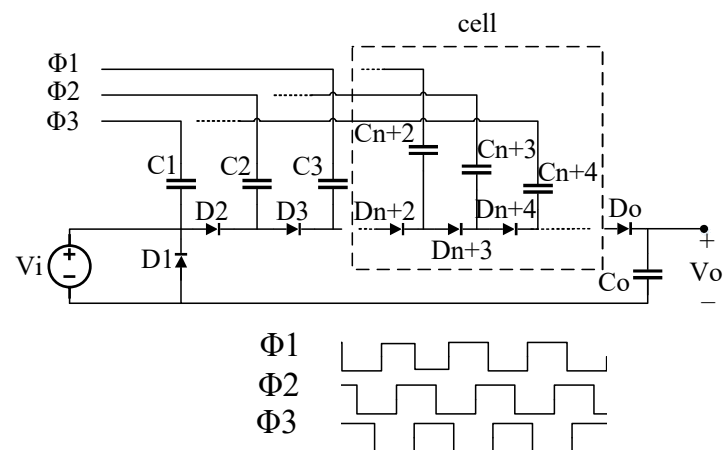 cell
Φ1
Φ2
Φ3
C1
C2
C3
Cn+2
Cn+3
Cn+4
D2
D3
Dn+2
Dn+3
Dn+4
Do
Vi
+
−
D1
Co
+
Vo
−
Φ1
Φ2
Φ3